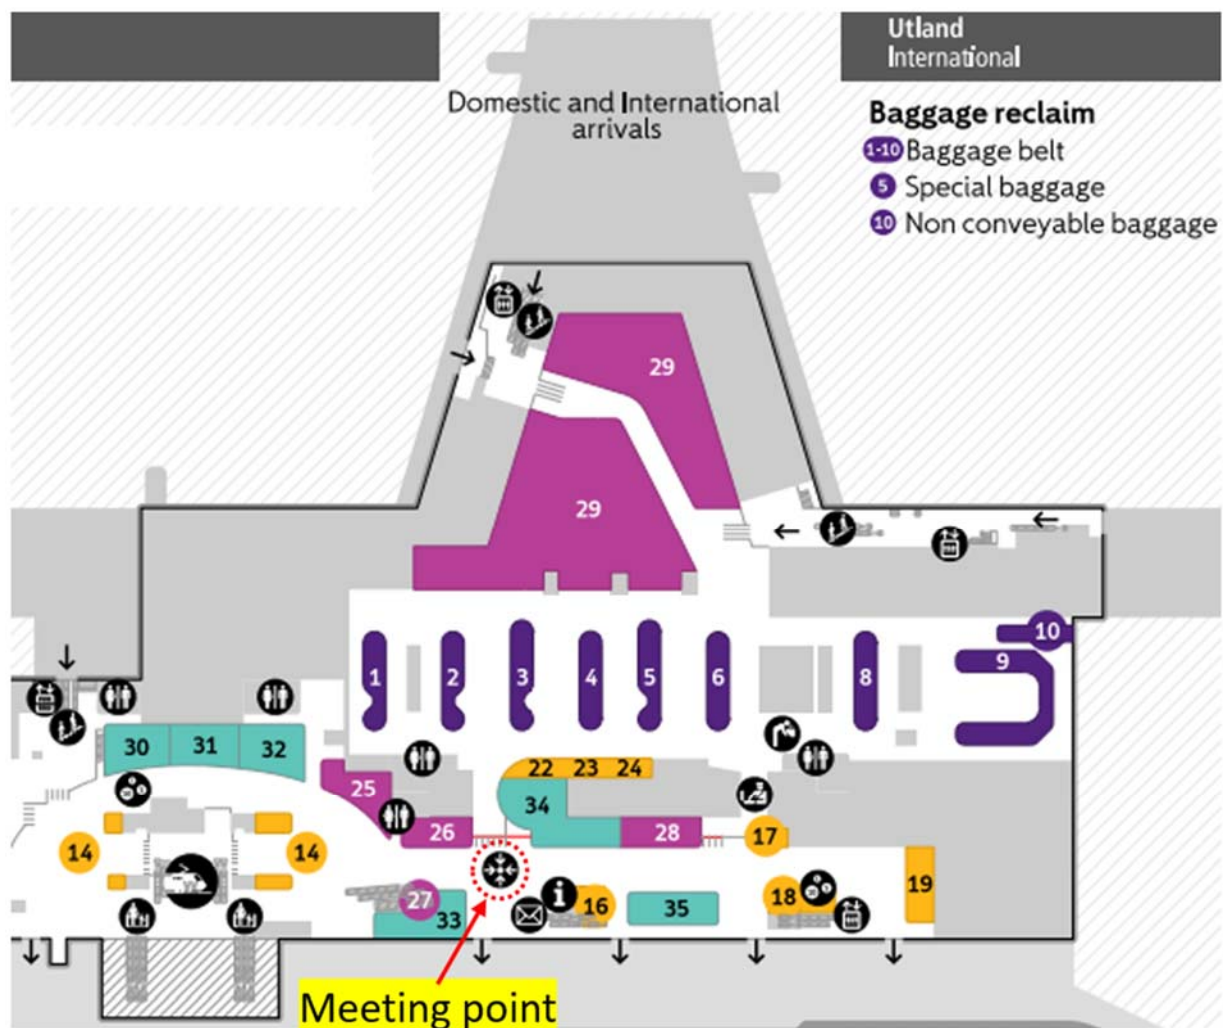 Utland
International
Domestic and International
arrivals
Baggage reclaim
1-10 Baggage belt
5 Special baggage
10 Non conveyable baggage
29
29
10
9
1 2 3 4 5 6 8
30 31 32
22 23 24
25
34
26 28 17
14 14
19
27 16 35 18
33
i
Meeting point